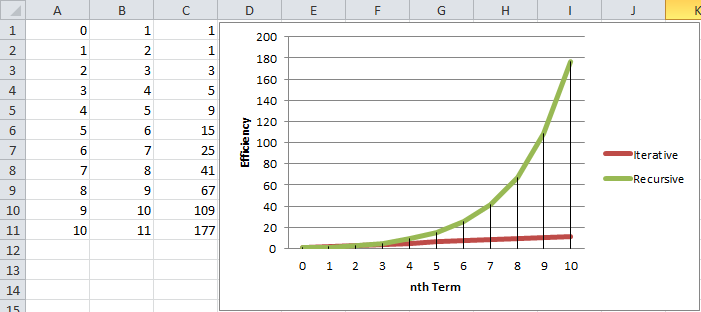 A B C D E F G H I J K
1 0 1 1
2 1 2 1
3 2 3 3
4 3 4 5
5 4 5 9
6 5 6 15
7 6 7 25
8 7 8 41
9 8 9 67
10 9 10 109
11 10 11 177
12
13
14
15
200
180
160
140
120
100
80
60
40
20
0
Efficiency
0 1 2 3 4 5 6 7 8 9 10
nth Term
Iterative
Recursive